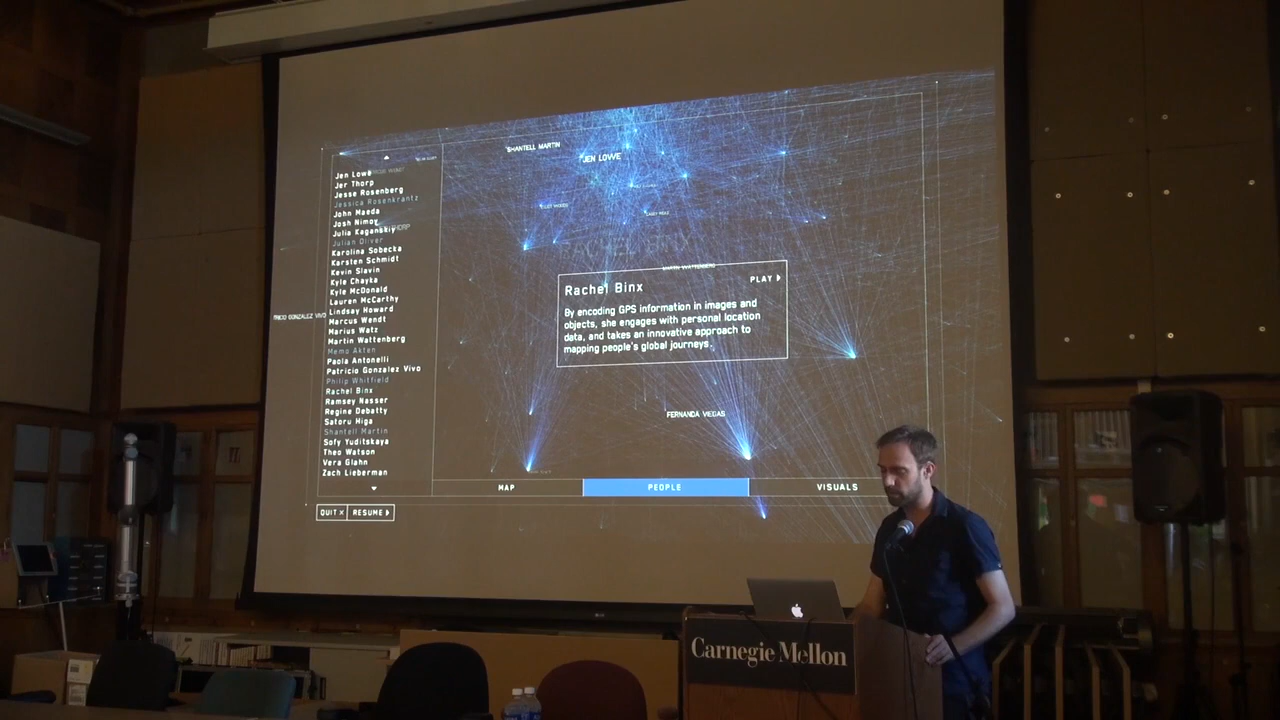 SHANTELL MARTIN
JEN LOWE
Jen Lowe
Jer Thorp
Jesse Rosenberg
Jessica Rosenkrantz
John Maeda
Josh Nimoy
Julia Kaganskiy
Julian Oliver
Karolina Sobecka
Karsten Schmidt
Kevin Slavin
Kyle Chayka
Kyle McDonald
Lauren McCarthy
Lindsay Howard
Marcus Wendt
Marius Watz
Martin Wattenberg
Memo Akten
Paola Antonelli
Patricio Gonzalez Vivo
Philip Whitfield
Rachel Binx
Ramsey Nasser
Regine Debatty
Satoru Higa
Shantell Martin
Sofy Yuditskaya
Theo Watson
Vera Glahn
Zach Lieberman
RACHEL BINX
MARTIN WATTENBERG
Rachel Binx
PLAY
By encoding GPS information in images and
objects, she engages with personal location
data, and takes an innovative approach to
mapping people's global journeys.
FERNANDA VIEGAS
MAP
PEOPLE
VISUALS
QUIT X
RESUME
Carnegie Mellon